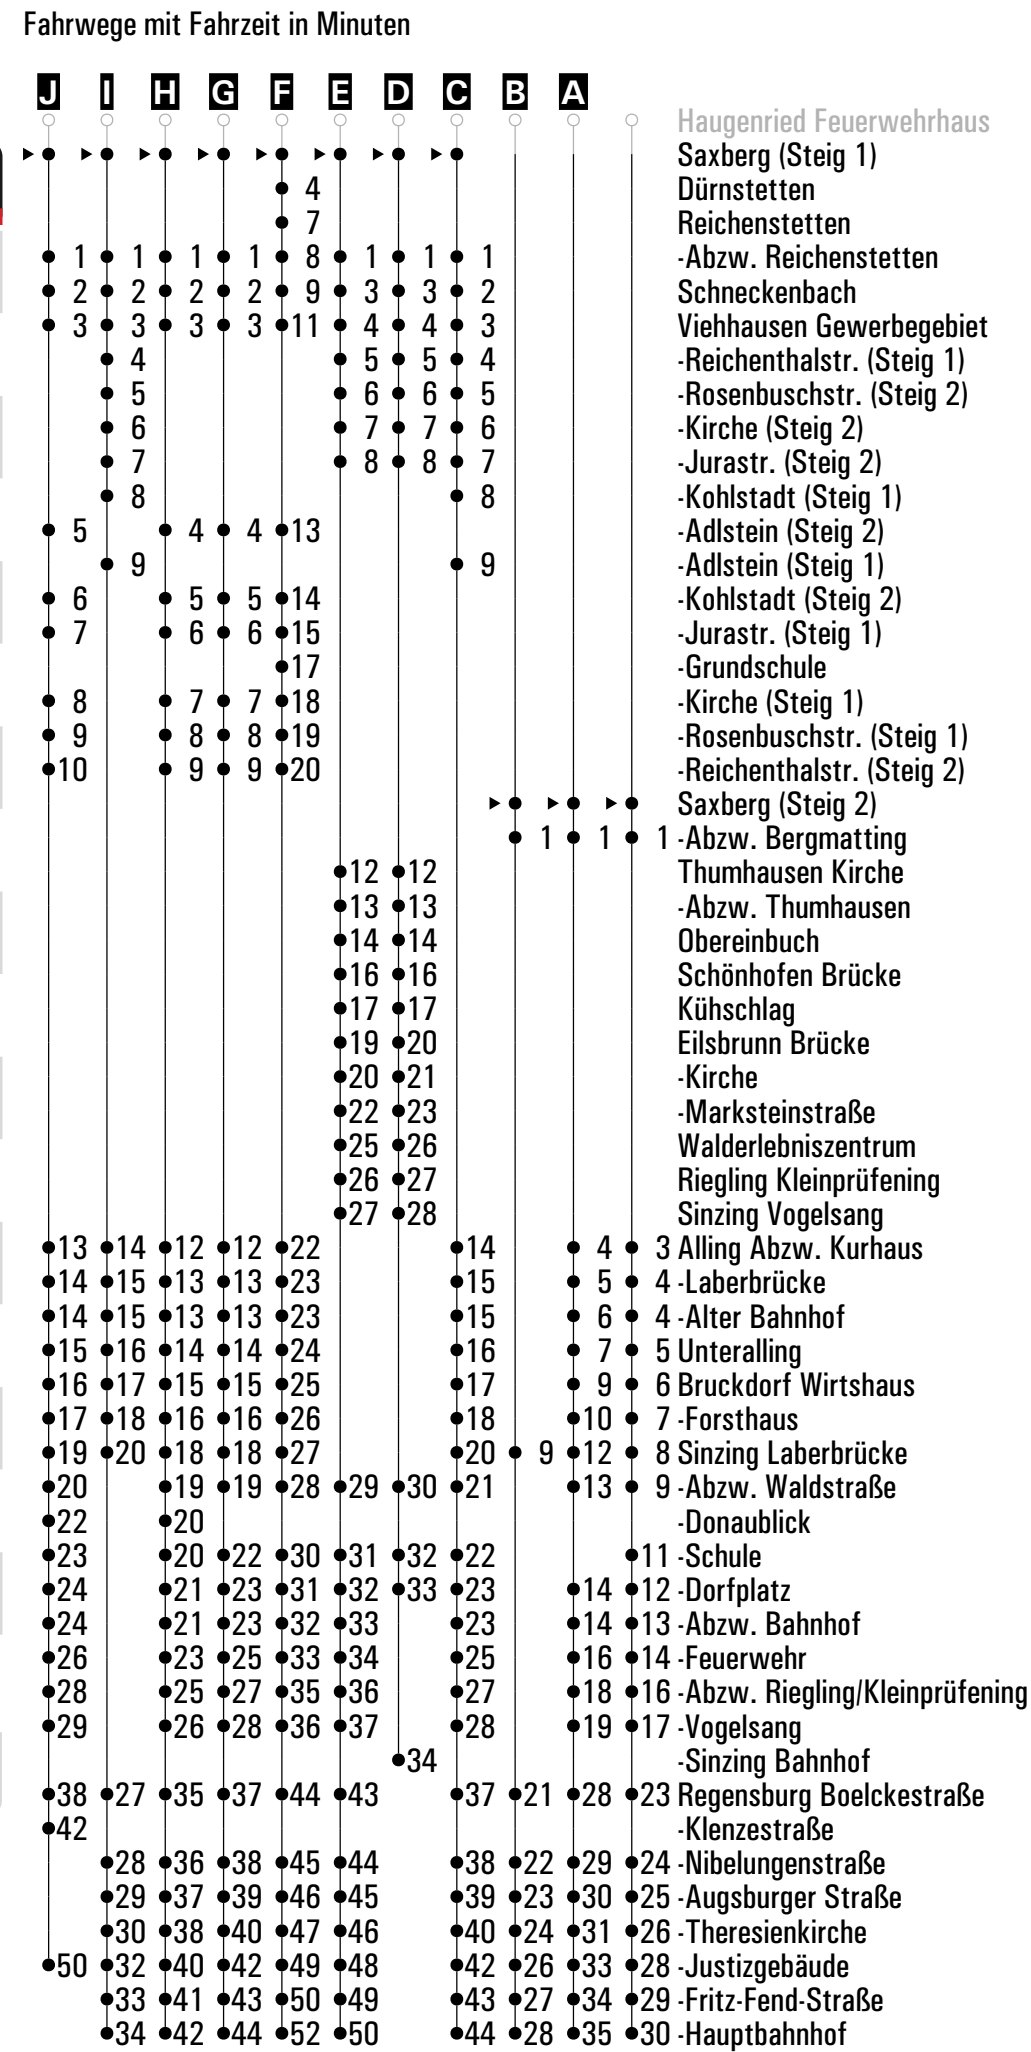 Fahrwege mit Fahrzeit in Minuten
J I H G F E D C B A
Haugenried Feuerwehrhaus
Saxberg (Steig 1)
4 Dürnstetten
7 Reichenstetten
1 1 1 1 8 1 1 1 -Abzw. Reichenstetten
2 2 2 2 9 3 3 2 Schneckenbach
3 3 3 3 11 4 4 3 Viehhausen Gewerbegebiet
4 5 5 4 -Reichenthalstr. (Steig 1)
5 6 6 5 -Rosenbuschstr. (Steig 2)
6 7 7 6 -Kirche (Steig 2)
7 8 8 7 -Jurastr. (Steig 2)
8 8 -Kohlstadt (Steig 1)
5 4 4 13 -Adlstein (Steig 2)
9 9 -Adlstein (Steig 1)
6 5 5 14 -Kohlstadt (Steig 2)
7 6 6 15 -Jurastr. (Steig 1)
17 -Grundschule
8 7 7 18 -Kirche (Steig 1)
9 8 8 19 -Rosenbuschstr. (Steig 1)
10 9 9 20 -Reichenthalstr. (Steig 2)
Saxberg (Steig 2)
1 1 1 -Abzw. Bergmatting
12 12 Thumhausen Kirche
13 13 -Abzw. Thumhausen
14 14 Obereinbuch
16 16 Schönhofen Brücke
17 17 Kühschlag
19 20 Eilsbrunn Brücke
20 21 -Kirche
22 23 -Marksteinstraße
25 26 Walderlebniszentrum
26 27 Riegling Kleinprüfening
27 28 Sinzing Vogelsang
13 14 12 12 22 14 4 3 Alling Abzw. Kurhaus
14 15 13 13 23 15 5 4 -Laberbrücke
14 15 13 13 23 15 6 4 -Alter Bahnhof
15 16 14 14 24 16 7 5 Unteralling
16 17 15 15 25 17 9 6 Bruckdorf Wirtshaus
17 18 16 16 26 18 10 7 -Forsthaus
19 20 18 18 27 20 9 12 8 Sinzing Laberbrücke
20 19 19 28 29 30 21 13 9 -Abzw. Waldstraße
22 20 -Donaublick
23 20 22 30 31 32 22 11 -Schule
24 21 23 31 32 33 23 14 12 -Dorfplatz
24 21 23 32 33 23 14 13 -Abzw. Bahnhof
26 23 25 33 34 25 16 14 -Feuerwehr
28 25 27 35 36 27 18 16 -Abzw. Riegling/Kleinprüfening
29 26 28 36 37 28 19 17 -Vogelsang
34 -Sinzing Bahnhof
38 27 35 37 44 43 37 21 28 23 Regensburg Boelckestraße
42 -Klenzestraße
28 36 38 45 44 38 22 29 24 -Nibelungenstraße
29 37 39 46 45 39 23 30 25 -Augsburger Straße
30 38 40 47 46 40 24 31 26 -Theresienkirche
50 32 40 42 49 48 42 26 33 28 -Justizgebäude
33 41 43 50 49 43 27 34 29 -Fritz-Fend-Straße
34 42 44 52 50 44 28 35 30 -Hauptbahnhof